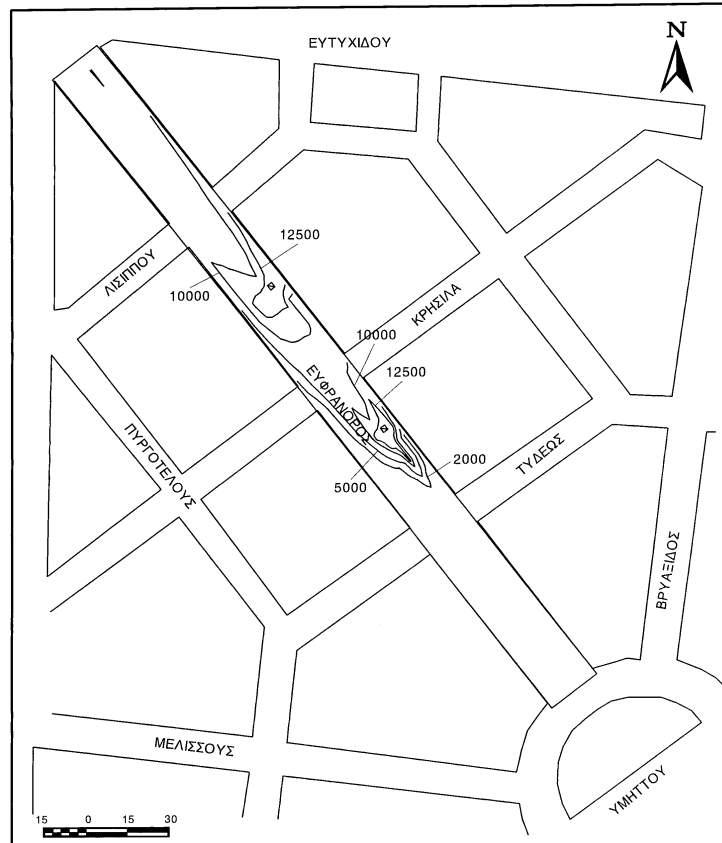 ΕΥΤΥΧΙΔΟΥ
N
12500
ΛΙΣΙΠΠΟΥ
10000
ΚΡΗΣΙΛΑ
10000
12500
ΕΥΦΡΑΝΟΡΟΣ
ΠΥΡΓΟΤΕΛΟΥΣ
5000
2000
ΤΥΔΕΩΣ
ΒΡΥΑΞΙΔΟΣ
ΜΕΛΙΣΣΟΥΣ
ΥΜΗΤΤΟΥ
15 0 15 30